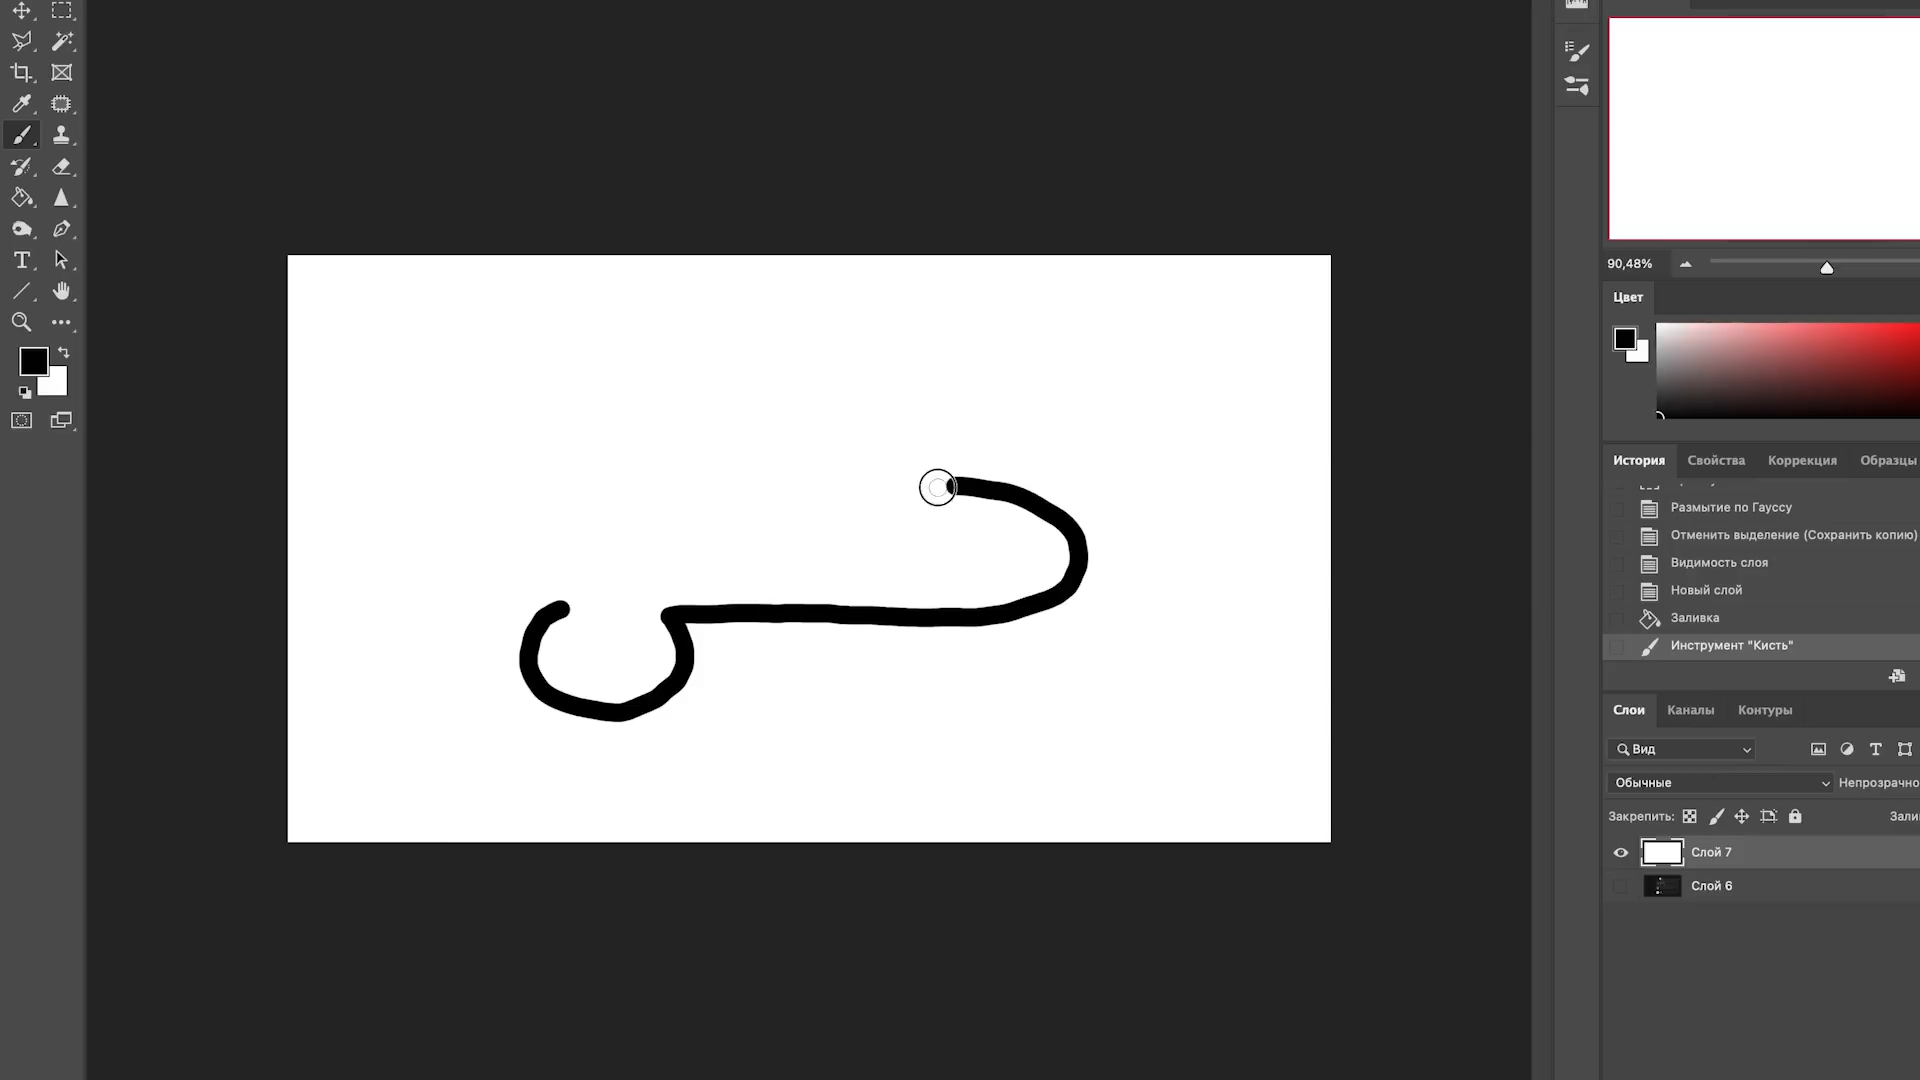 90,48%
Цвет
История Свойства Коррекция Образцы
Размытие по Гауссу
Отменить выделение (Сохранить копию)
Видимость слоя
Новый слой
Заливка
Инструмент "Кисть"
Слои Каналы Контуры
Вид
Обычные Непрозрачно
Закрепить: Зали
Слой 7
Слой 6